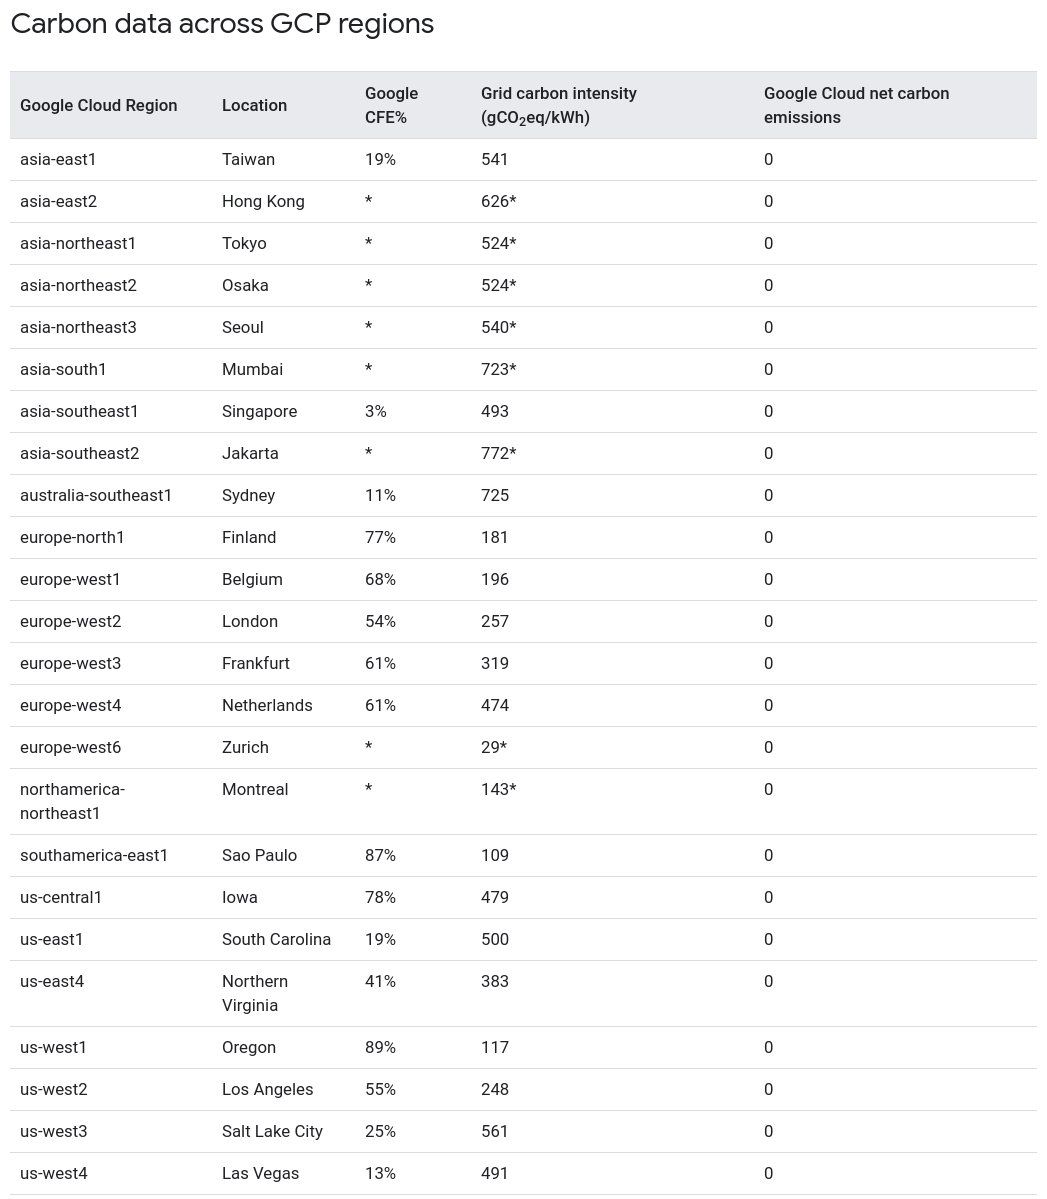 Carbon data across GCP regions
Google Cloud Region Location Google CFE% Grid carbon intensity (gCO₂eq/kWh) Google Cloud net carbon emissions
asia-east1 Taiwan 19% 541 0
asia-east2 Hong Kong * 626* 0
asia-northeast1 Tokyo * 524* 0
asia-northeast2 Osaka * 524* 0
asia-northeast3 Seoul * 540* 0
asia-south1 Mumbai * 723* 0
asia-southeast1 Singapore 3% 493 0
asia-southeast2 Jakarta * 772* 0
australia-southeast1 Sydney 11% 725 0
europe-north1 Finland 77% 181 0
europe-west1 Belgium 68% 196 0
europe-west2 London 54% 257 0
europe-west3 Frankfurt 61% 319 0
europe-west4 Netherlands 61% 474 0
europe-west6 Zurich * 29* 0
northamerica-northeast1 Montreal * 143* 0
southamerica-east1 Sao Paulo 87% 109 0
us-central1 Iowa 78% 479 0
us-east1 South Carolina 19% 500 0
us-east4 Northern Virginia 41% 383 0
us-west1 Oregon 89% 117 0
us-west2 Los Angeles 55% 248 0
us-west3 Salt Lake City 25% 561 0
us-west4 Las Vegas 13% 491 0